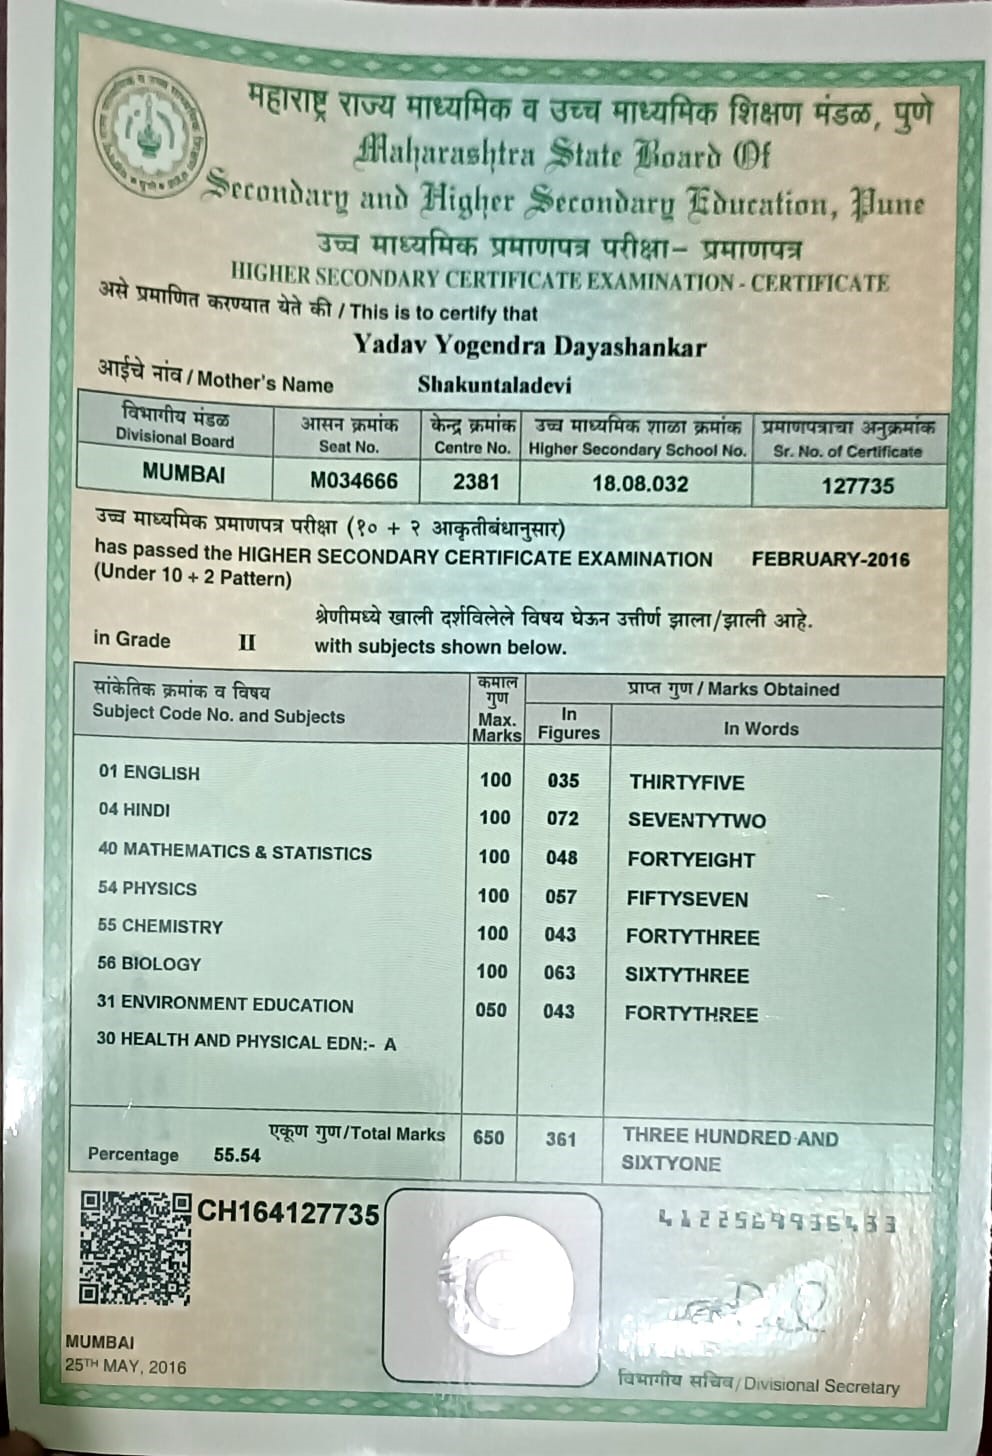 महाराष्ट्र राज्य माध्यमिक व उच्च माध्यमिक शिक्षण मंडळ, पुणे
Maharashtra State Board Of
Secondary and Higher Secondary Education, Pune
उच्च माध्यमिक प्रमाणपत्र परीक्षा– प्रमाणपत्र
HIGHER SECONDARY CERTIFICATE EXAMINATION - CERTIFICATE
असे प्रमाणित करण्यात येते की / This is to certify that
Yadav Yogendra Dayashankar
आईचे नांव / Mother's Name Shakuntaladevi
विभागीय मंडळ आसन क्रमांक केन्द्र क्रमांक उच्च माध्यमिक शाळा क्रमांक प्रमाणपत्राचा अनुक्रमांक
Divisional Board Seat No. Centre No. Higher Secondary School No. Sr. No. of Certificate
MUMBAI M034666 2381 18.08.032 127735
उच्च माध्यमिक प्रमाणपत्र परीक्षा (१० + २ आकृतीबंधानुसार)
has passed the HIGHER SECONDARY CERTIFICATE EXAMINATION FEBRUARY-2016
(Under 10 + 2 Pattern)
श्रेणीमध्ये खाली दर्शविलेले विषय घेऊन उत्तीर्ण झाला/झाली आहे.
in Grade II with subjects shown below.
सांकेतिक क्रमांक व विषय कमाल गुण प्राप्त गुण / Marks Obtained
Subject Code No. and Subjects Max. Marks In Figures In Words
01 ENGLISH 100 035 THIRTYFIVE
04 HINDI 100 072 SEVENTYTWO
40 MATHEMATICS & STATISTICS 100 048 FORTYEIGHT
54 PHYSICS 100 057 FIFTYSEVEN
55 CHEMISTRY 100 043 FORTYTHREE
56 BIOLOGY 100 063 SIXTYTHREE
31 ENVIRONMENT EDUCATION 050 043 FORTYTHREE
30 HEALTH AND PHYSICAL EDN:- A
एकूण गुण/Total Marks 650 361 THREE HUNDRED AND
Percentage 55.54 SIXTYONE
CH164127735
MUMBAI
25TH MAY, 2016
विभागीय सचिव/Divisional Secretary